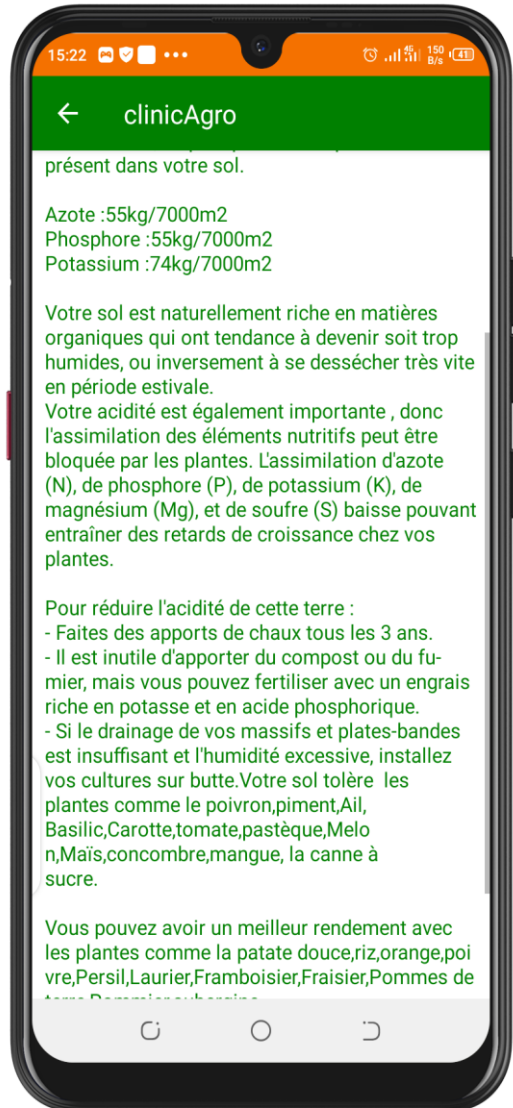 15:22
4G 150 B/s 41
clinicAgro
présent dans votre sol.
Azote :55kg/7000m2
Phosphore :55kg/7000m2
Potassium :74kg/7000m2
Votre sol est naturellement riche en matières
organiques qui ont tendance à devenir soit trop
humides, ou inversement à se dessécher très vite
en période estivale.
Votre acidité est également importante , donc
l'assimilation des éléments nutritifs peut être
bloquée par les plantes. L'assimilation d'azote
(N), de phosphore (P), de potassium (K), de
magnésium (Mg), et de soufre (S) baisse pouvant
entraîner des retards de croissance chez vos
plantes.
Pour réduire l'acidité de cette terre :
- Faites des apports de chaux tous les 3 ans.
- Il est inutile d'apporter du compost ou du fu-
mier, mais vous pouvez fertiliser avec un engrais
riche en potasse et en acide phosphorique.
- Si le drainage de vos massifs et plates-bandes
est insuffisant et l'humidité excessive, installez
vos cultures sur butte.Votre sol tolère  les
plantes comme le poivron,piment,Ail,
Basilic,Carotte,tomate,pastèque,Melo
n,Maïs,concombre,mangue, la canne à
sucre.
Vous pouvez avoir un meilleur rendement avec
les plantes comme la patate douce,riz,orange,poi
vre,Persil,Laurier,Framboisier,Fraisier,Pommes de